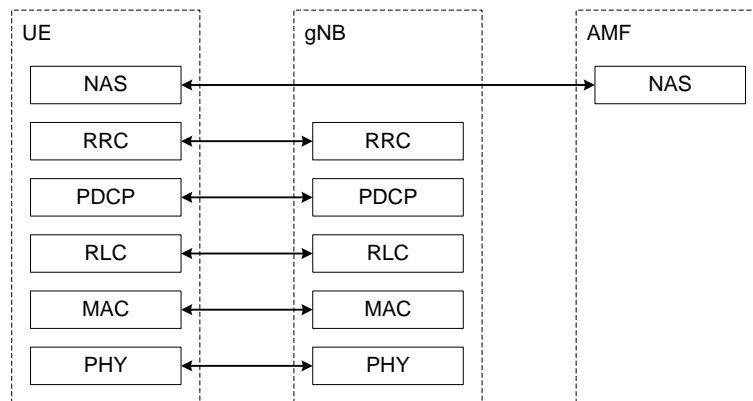 UE gNB AMF
NAS NAS
RRC RRC
PDCP PDCP
RLC RLC
MAC MAC
PHY PHY